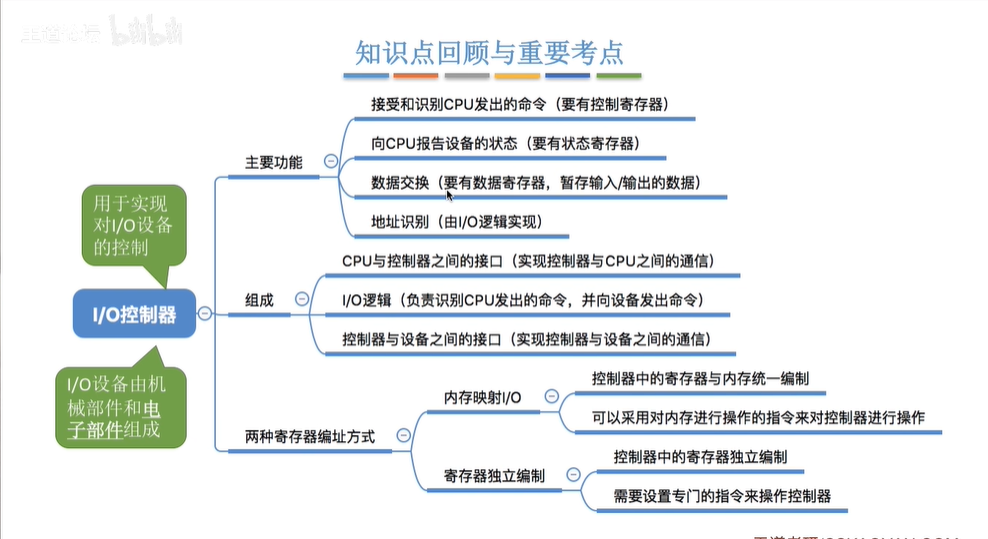 王道论坛 bilibili
知识点回顾与重要考点
接受和识别CPU发出的命令（要有控制寄存器）
向CPU报告设备的状态（要有状态寄存器）
主要功能
数据交换（要有数据寄存器，暂存输入/输出的数据）
地址识别（由I/O逻辑实现）
用于实现
对I/O设备
的控制
CPU与控制器之间的接口（实现控制器与CPU之间的通信）
组成
I/O逻辑（负责识别CPU发出的命令，并向设备发出命令）
I/O控制器
控制器与设备之间的接口（实现控制器与设备之间的通信）
I/O设备由机
械部件和电
子部件组成
控制器中的寄存器与内存统一编制
内存映射I/O
可以采用对内存进行操作的指令来对控制器进行操作
两种寄存器编址方式
控制器中的寄存器独立编制
寄存器独立编制
需要设置专门的指令来操作控制器